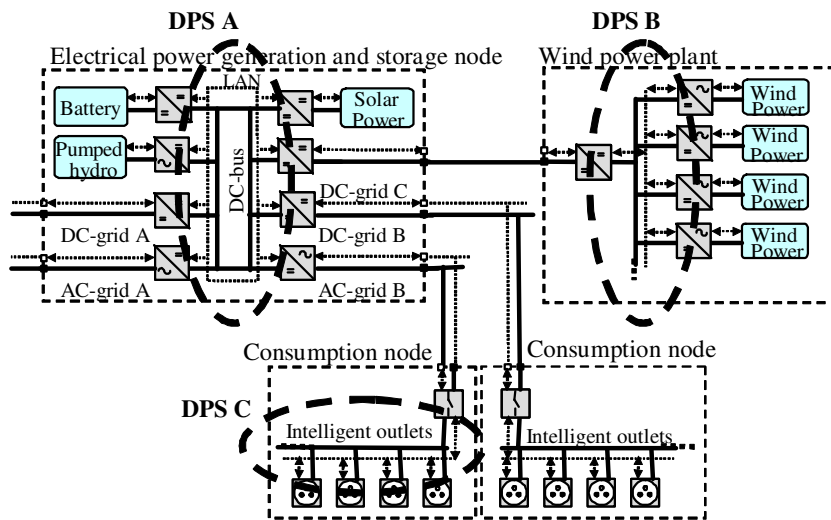 DPS A
DPS B
Electrical power generation and storage node
Wind power plant
LAN
Battery
Solar
Power
Wind
Power
Pumped
hydro
Wind
Power
DC-bus
DC-grid C
Wind
Power
DC-grid A
DC-grid B
Wind
Power
AC-grid A
AC-grid B
Consumption node
Consumption node
DPS C
Intelligent outlets
Intelligent outlets